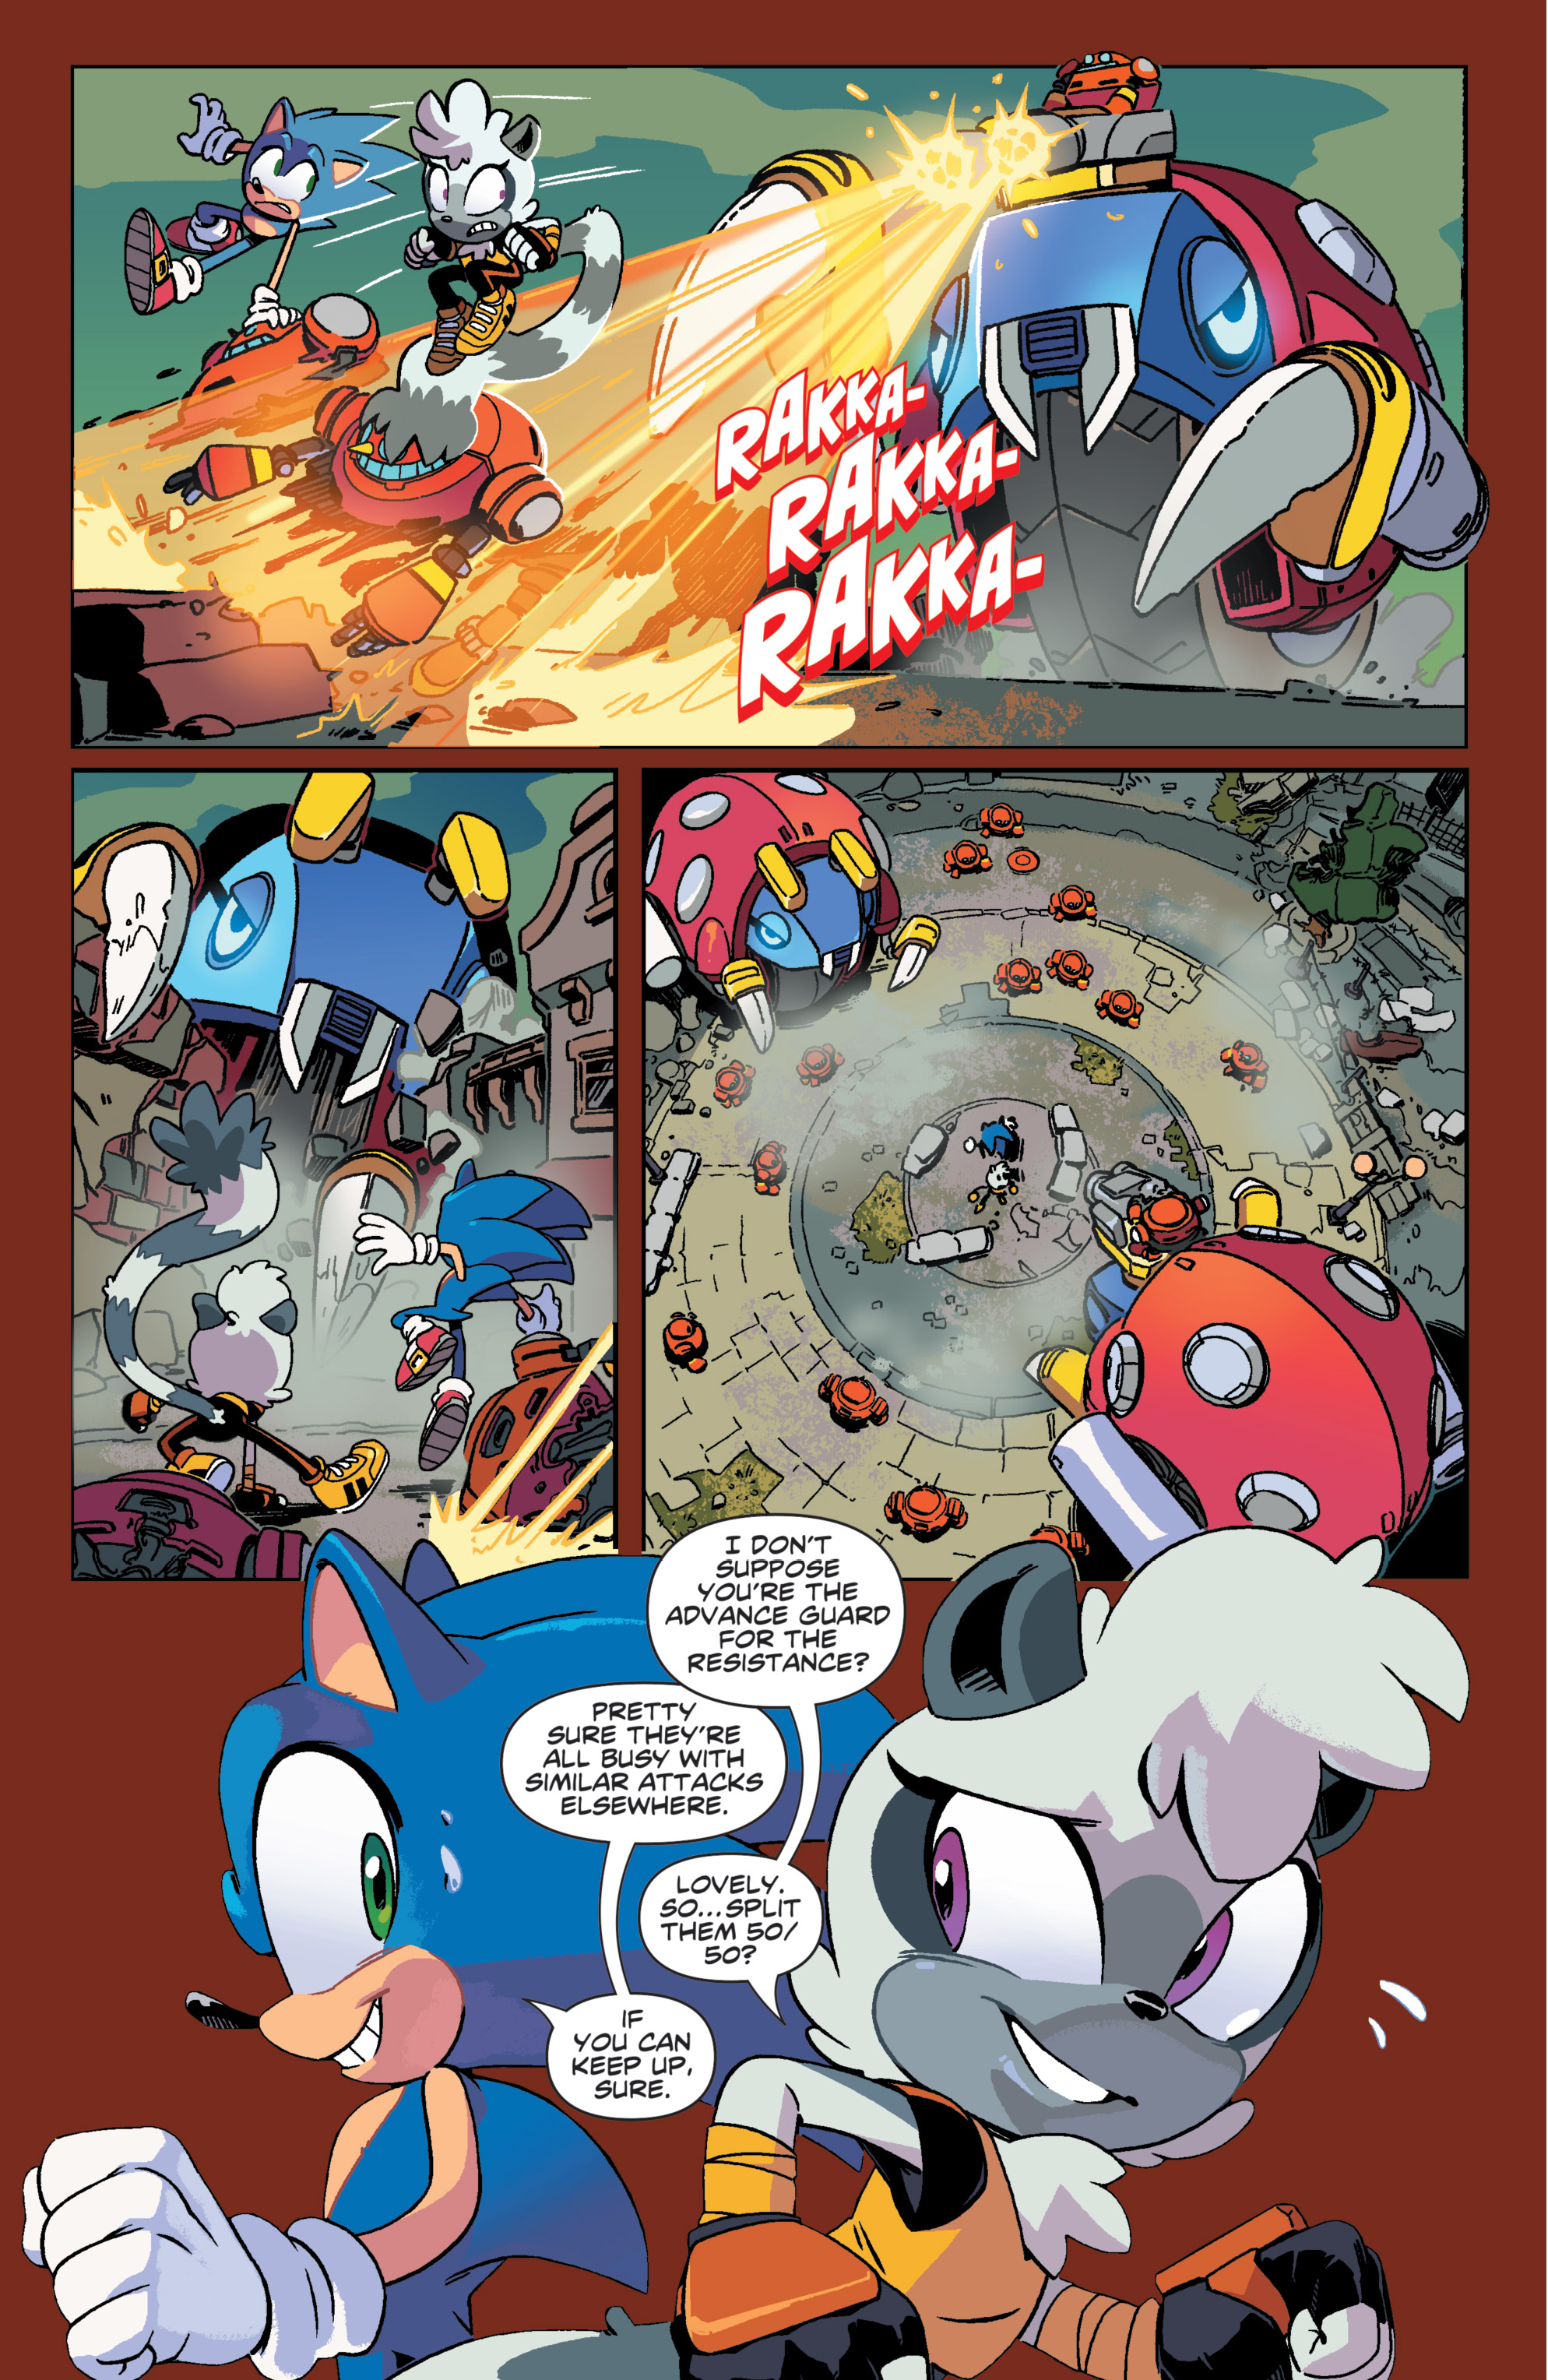 RAKKA-
RAKKA-
RAKKA-
I DON'T
SUPPOSE
YOU'RE THE
ADVANCE GUARD
FOR THE
RESISTANCE?
PRETTY
SURE THEY'RE
ALL BUSY WITH
SIMILAR ATTACKS
ELSEWHERE.
LOVELY.
SO...SPLIT
THEM 50/
50?
IF
YOU CAN
KEEP UP,
SURE.